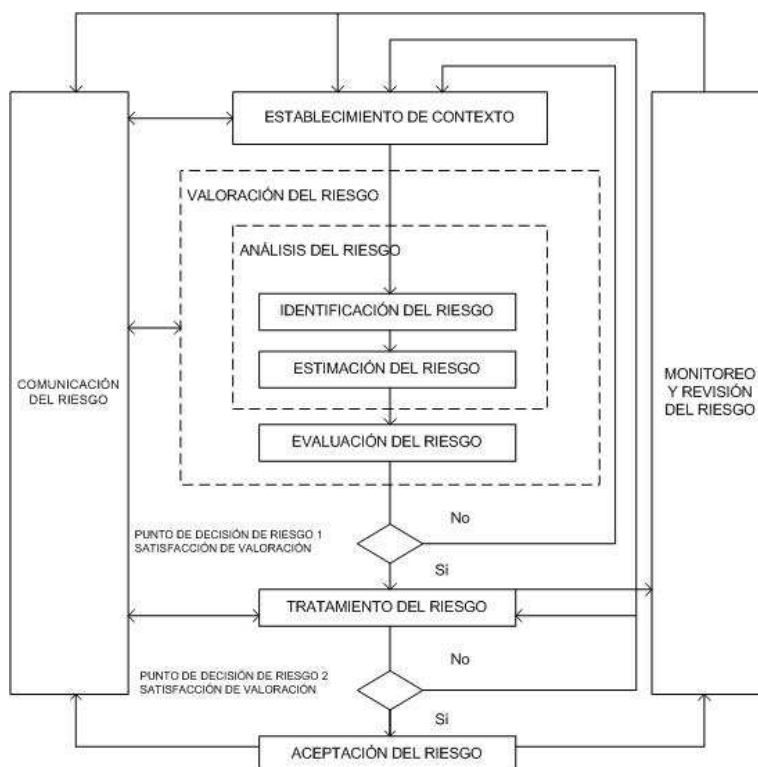 ESTABLECIMIENTO DE CONTEXTO
VALORACIÓN DEL RIESGO
ANÁLISIS DEL RIESGO
IDENTIFICACIÓN DEL RIESGO
ESTIMACIÓN DEL RIESGO
COMUNICACIÓN
DEL RIESGO
MONITOREO
Y REVISIÓN
DEL RIESGO
EVALUACIÓN DEL RIESGO
No
PUNTO DE DECISIÓN DE RIESGO 1
SATISFACCIÓN DE VALORACIÓN
Si
TRATAMIENTO DEL RIESGO
No
PUNTO DE DECISIÓN DE RIESGO 2
SATISFACCIÓN DE VALORACIÓN
Si
ACEPTACIÓN DEL RIESGO